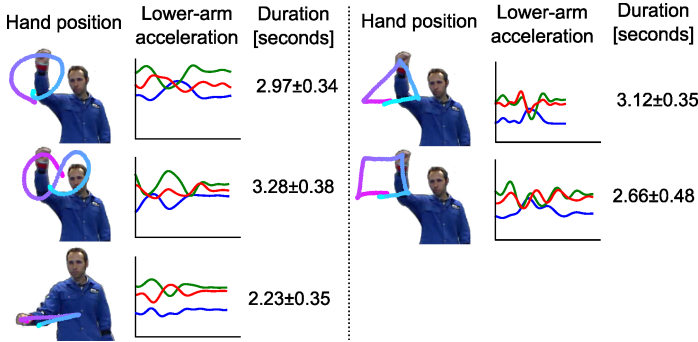 Hand position
Lower-arm
acceleration
Duration
[seconds]
2.97±0.34
3.28±0.38
2.23±0.35
Hand position
Lower-arm
acceleration
Duration
[seconds]
3.12±0.35
2.66±0.48